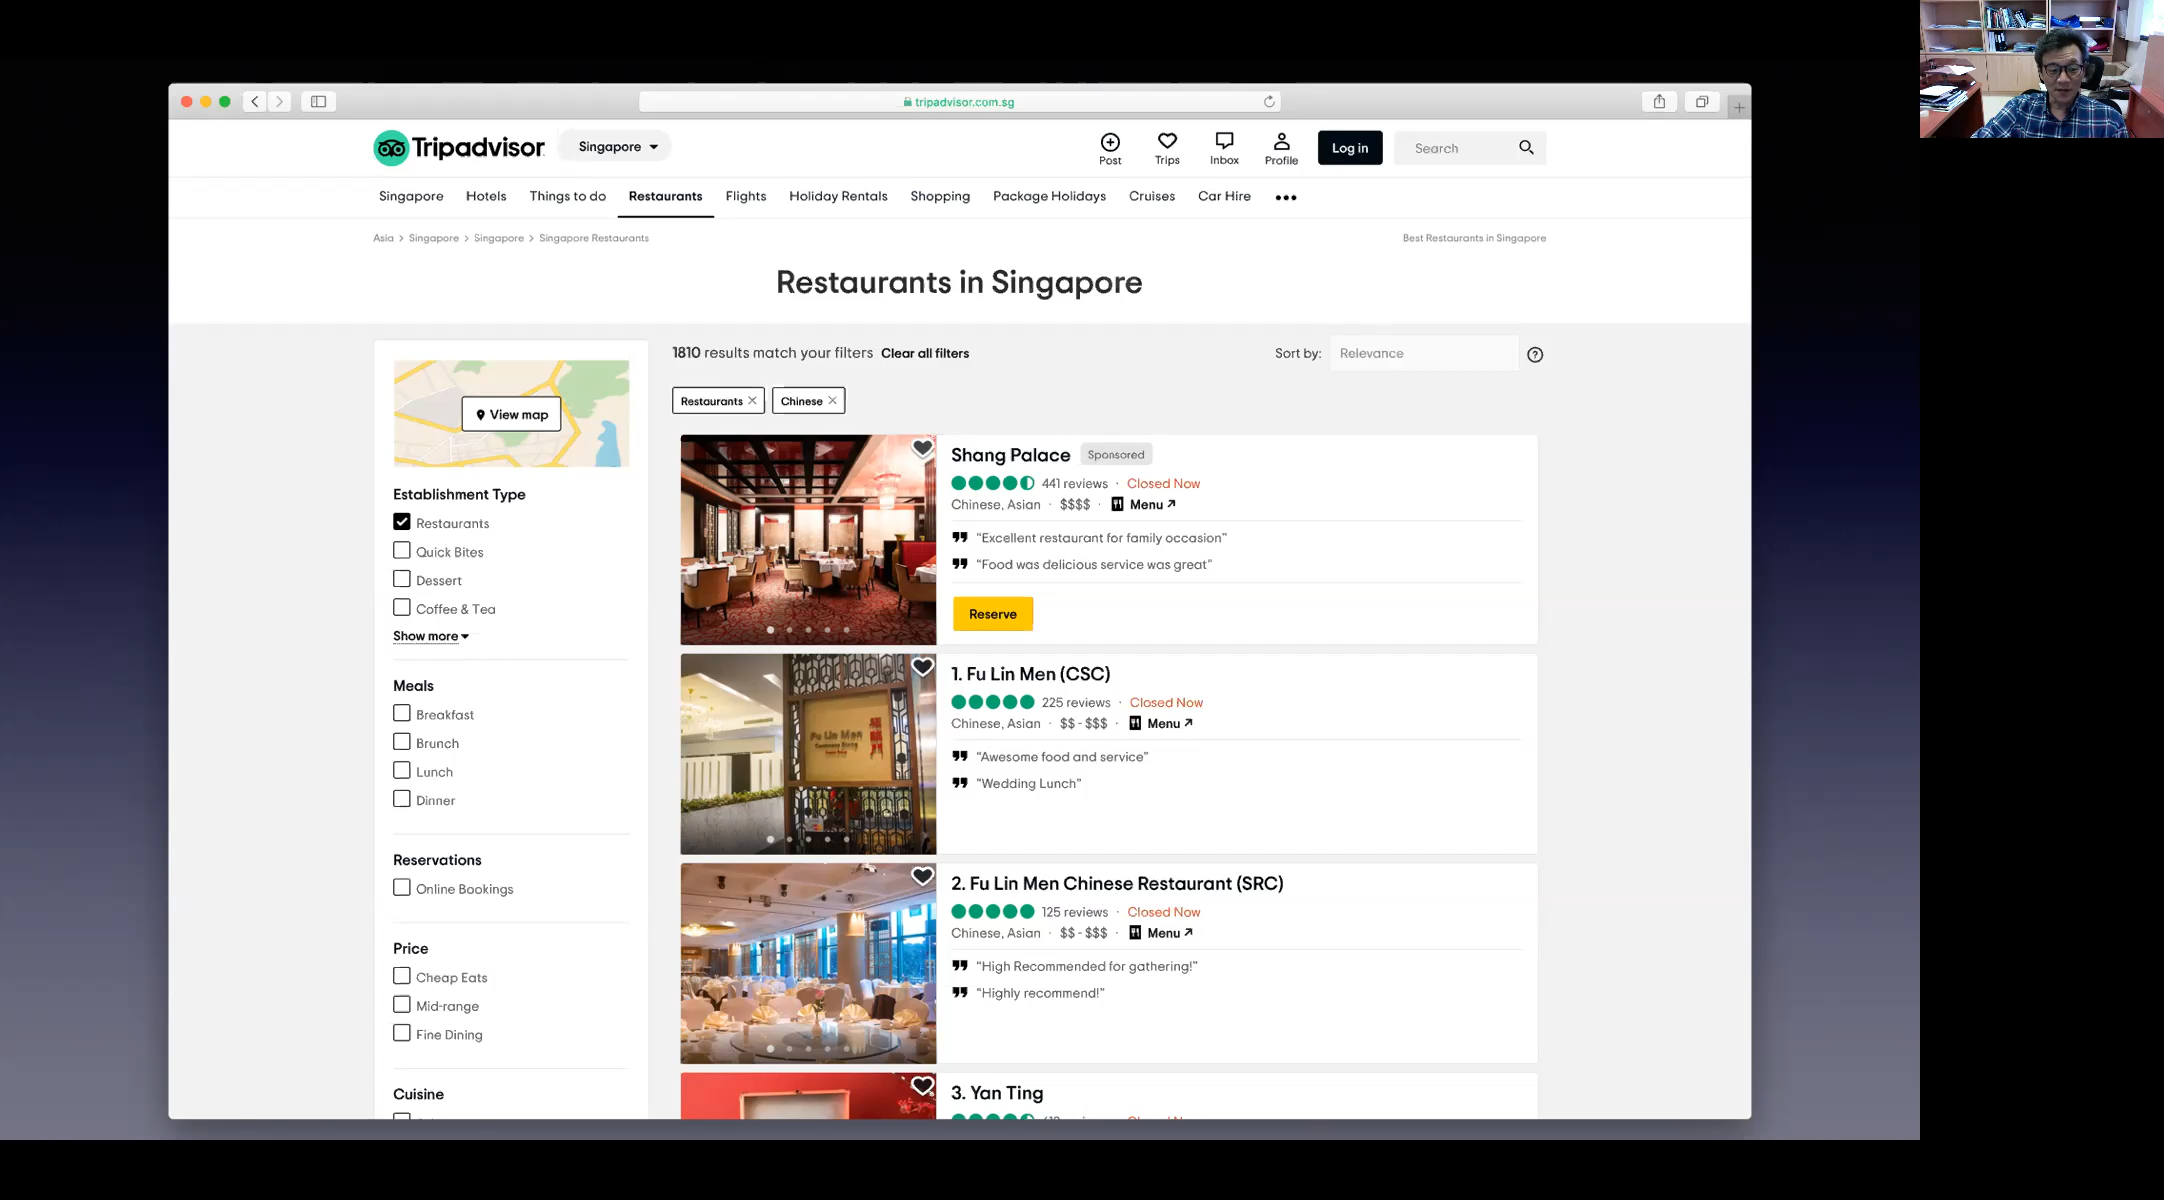 tripadvisor.com.sg
Tripadvisor
Singapore
Post
Trips
Inbox
Profile
Log in
Search
Singapore
Hotels
Things to do
Restaurants
Flights
Holiday Rentals
Shopping
Package Holidays
Cruises
Car Hire
Asia > Singapore > Singapore > Singapore Restaurants
Best Restaurants in Singapore
Restaurants in Singapore
View map
Establishment Type
Restaurants
Quick Bites
Dessert
Coffee & Tea
Show more
Meals
Breakfast
Brunch
Lunch
Dinner
Reservations
Online Bookings
Price
Cheap Eats
Mid-range
Fine Dining
Cuisine
1810 results match your filters Clear all filters
Sort by: Relevance
Restaurants
Chinese
Shang Palace Sponsored
441 reviews · Closed Now
Chinese, Asian · $$$$ · Menu
"Excellent restaurant for family occasion"
"Food was delicious service was great"
Reserve
Fu Lin Men
1. Fu Lin Men (CSC)
225 reviews · Closed Now
Chinese, Asian · $$ - $$$ · Menu
"Awesome food and service"
"Wedding Lunch"
2. Fu Lin Men Chinese Restaurant (SRC)
125 reviews · Closed Now
Chinese, Asian · $$ - $$$ · Menu
"High Recommended for gathering!"
"Highly recommend!"
3. Yan Ting